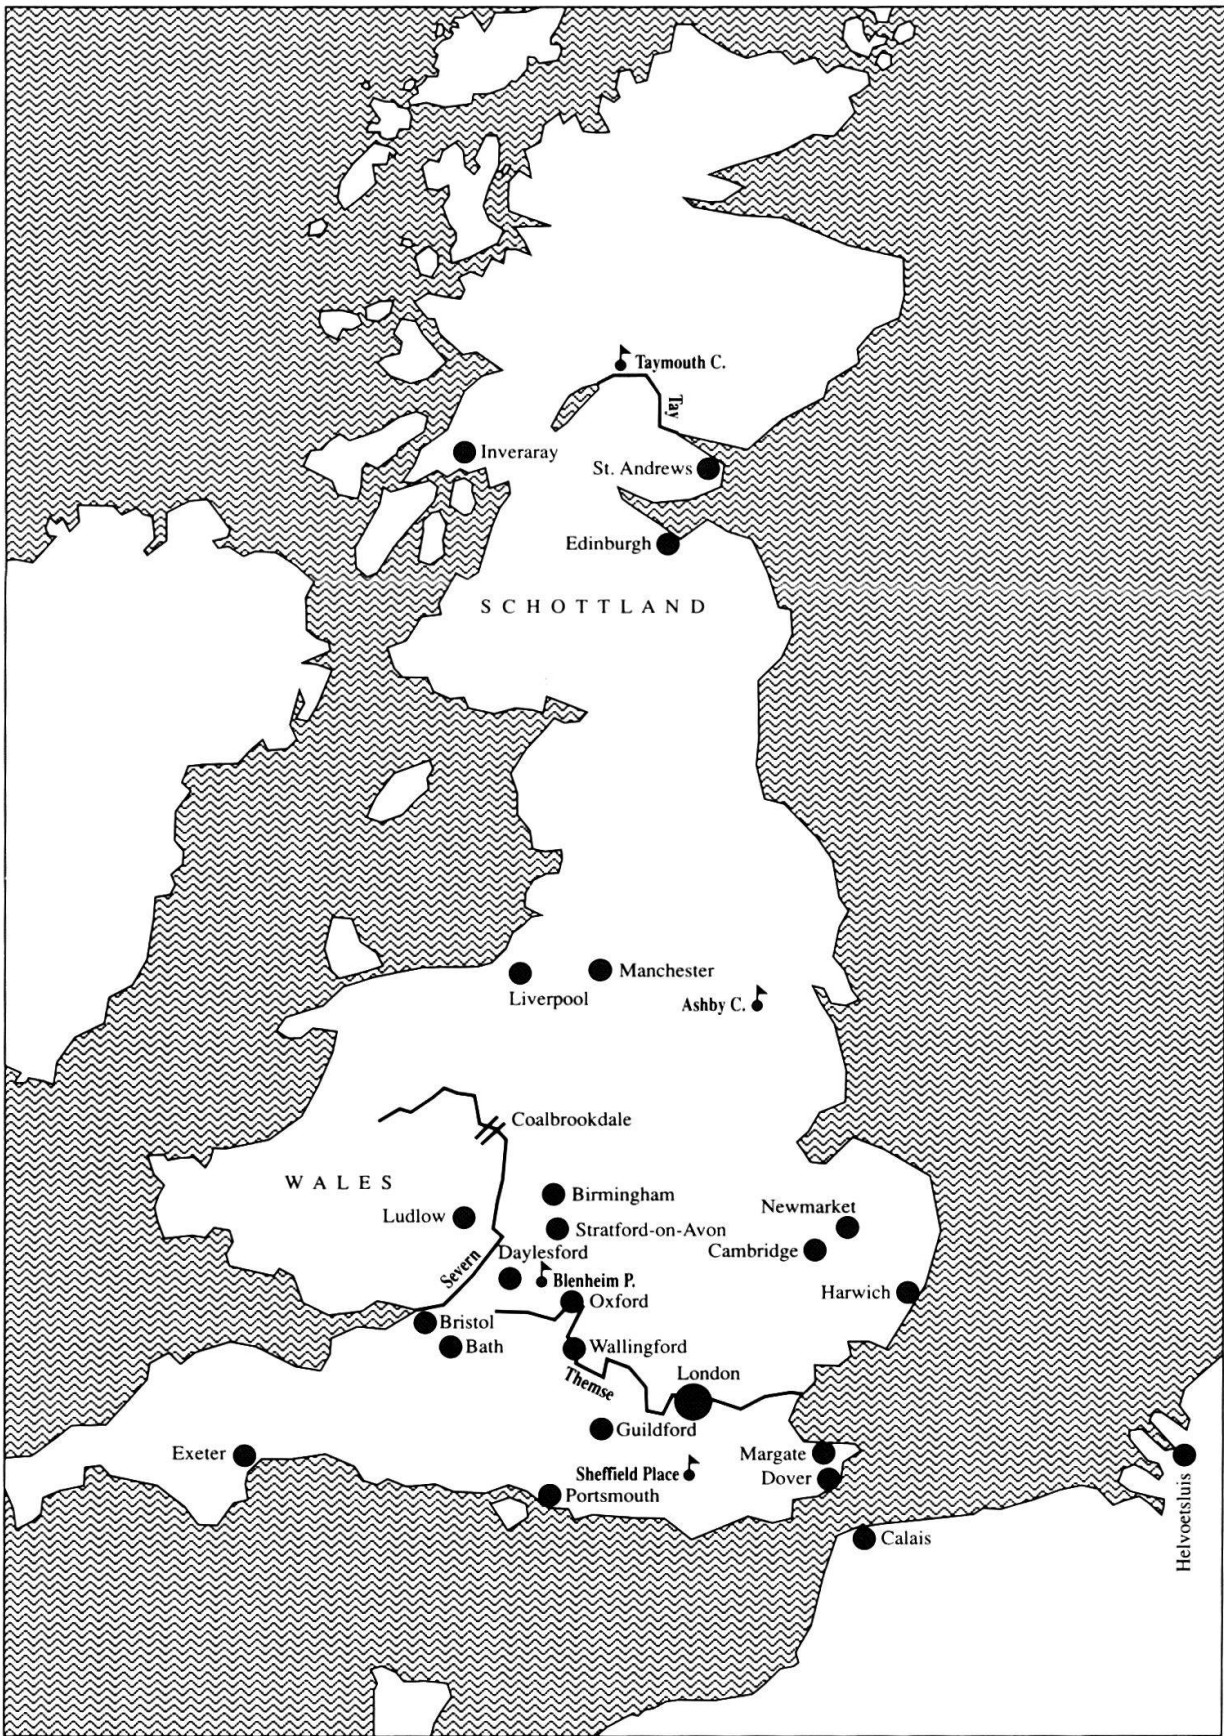 Taymouth C.
Tay
Inveraray
St. Andrews
Edinburgh
SCHOTTLAND
Manchester
Liverpool
Ashby C.
Coalbrookdale
WALES
Birmingham
Ludlow
Newmarket
Stratford-on-Avon
Cambridge
Daylesford
Severn
Blenheim P.
Harwich
Oxford
Bristol
Bath
Wallingford
London
Themse
Guildford
Exeter
Margate
Sheffield Place
Dover
Portsmouth
Calais
Helvoetsluis